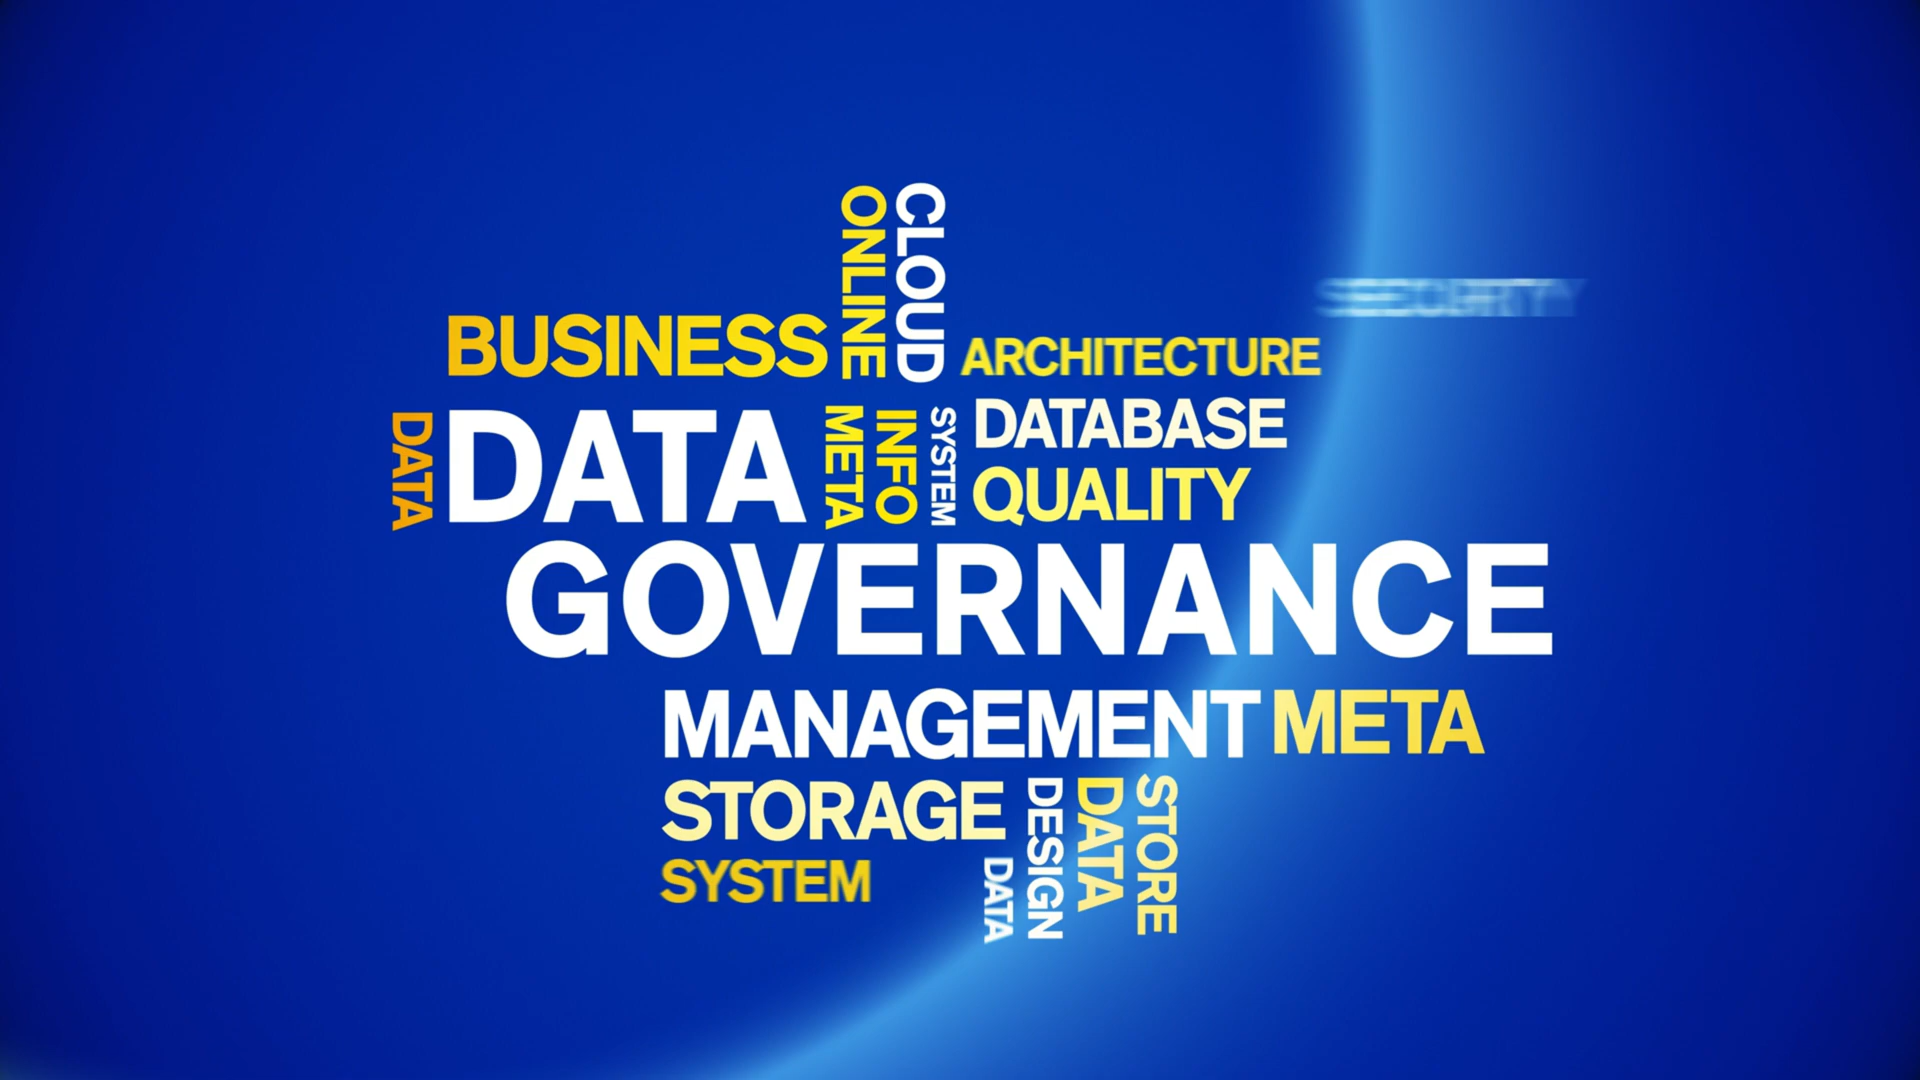 ONLINE
CLOUD
BUSINESS
ARCHITECTURE
SECURITY
DATA
DATA
META
INFO
SYSTEM
DATABASE
QUALITY
GOVERNANCE
MANAGEMENT META
STORAGE
DESIGN
DATA
STORE
SYSTEM
DATA